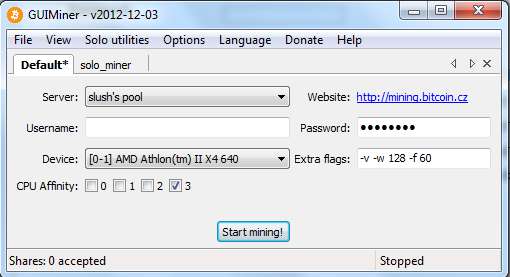 GUIMiner - v2012-12-03
File View Solo utilities Options Language Donate Help
Default* solo_miner
Server: slush's pool Website: http://mining.bitcoin.cz
Username: Password: ●●●●●●●●
Device: [0-1] AMD Athlon(tm) II X4 640 Extra flags: -v -w 128 -f 60
CPU Affinity: 0 1 2 3
Start mining!
Shares: 0 accepted Stopped